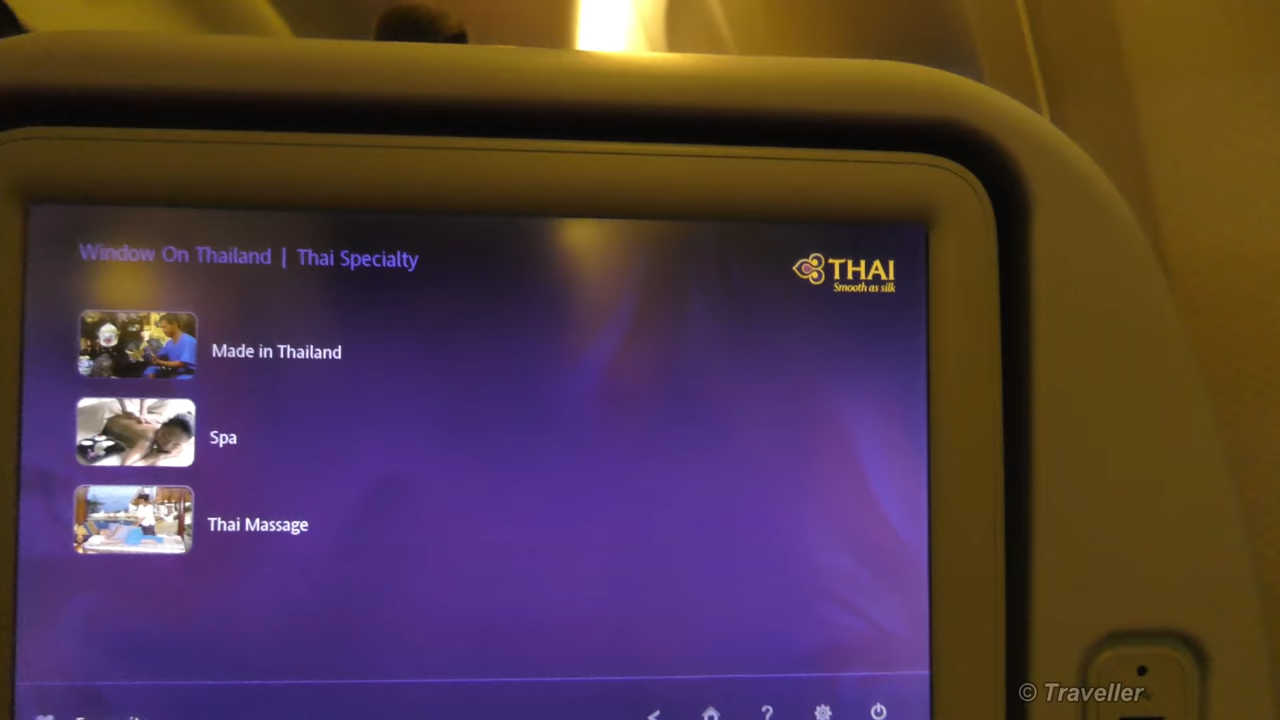 Window On Thailand | Thai Specialty
THAI
Smooth as silk
Made in Thailand
Spa
Thai Massage
?
© Traveller